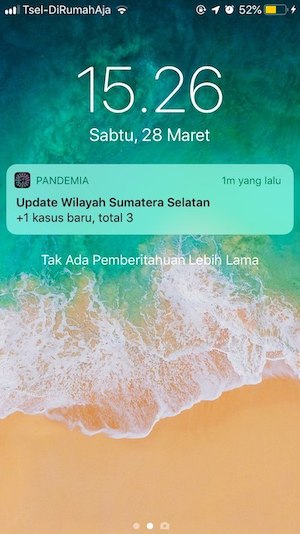 Tsel-DiRumahAja 52%
15.26
Sabtu, 28 Maret
PANDEMIA 1m yang lalu
Update Wilayah Sumatera Selatan
+1 kasus baru, total 3
Tak Ada Pemberitahuan Lebih Lama